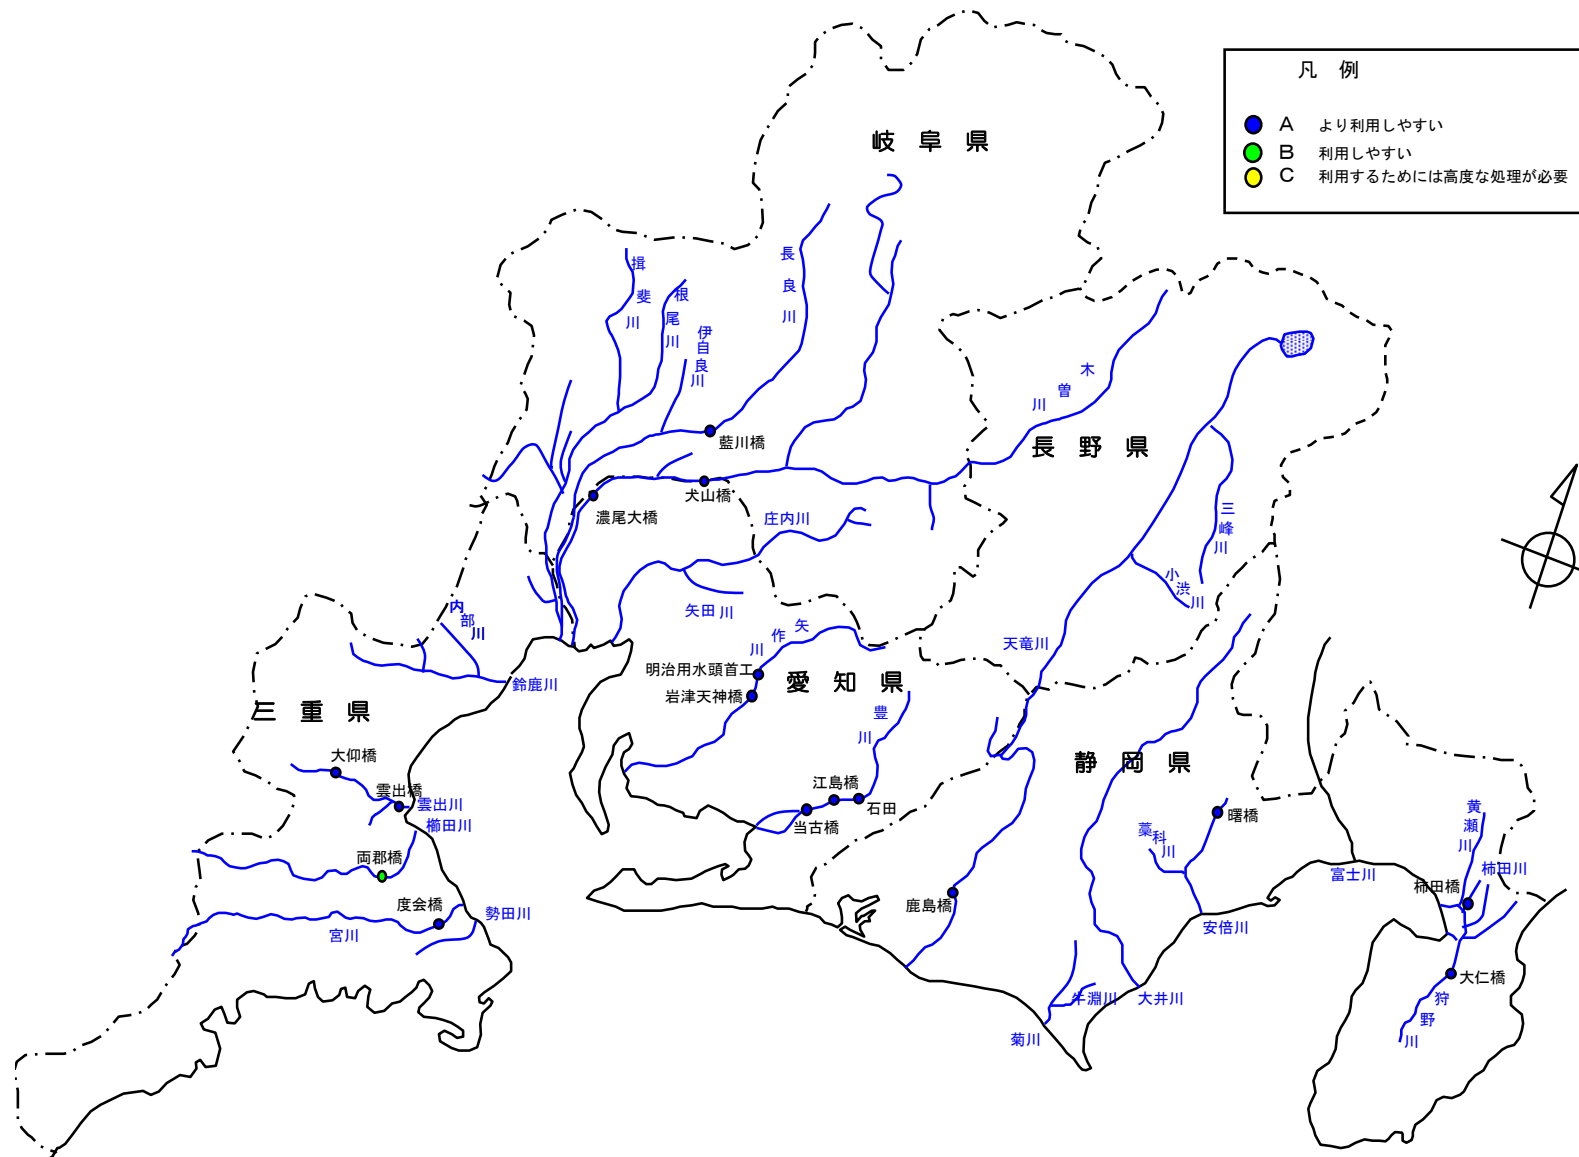 凡 例
A より利用しやすい
B 利用しやすい
C 利用するためには高度な処理が必要
岐 阜 県
揖斐川
根尾川
伊自良川
長良川
藍川橋
木曽川
長 野 県
犬山橋
濃尾大橋
庄内川
三峰川
小渋川
矢田川
内部川
矢作川
天竜川
明治用水頭首工
岩津天神橋
愛 知 県
鈴鹿川
三 重 県
豊川
大仰橋
静 岡 県
雲出橋
雲出川
江島橋
石田
当古橋
櫛田川
曙橋
藁科川
黄瀬川
両郡橋
富士川
柿田川
柿田橋
度会橋
勢田川
鹿島橋
安倍川
宮川
大仁橋
牛淵川
大井川
狩野川
菊川